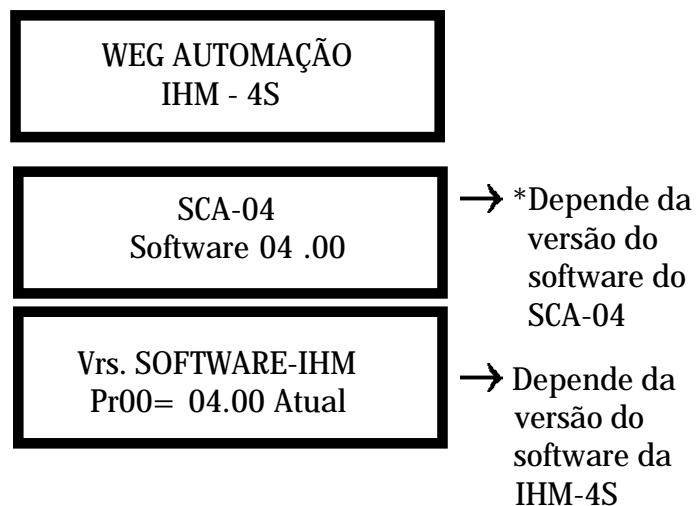 WEG AUTOMAÇÃO
IHM - 4S
SCA-04
Software 04 .00
*Depende da
versão do
software do
SCA-04
Vrs. SOFTWARE-IHM
Pr00= 04.00 Atual
Depende da
versão do
software da
IHM-4S